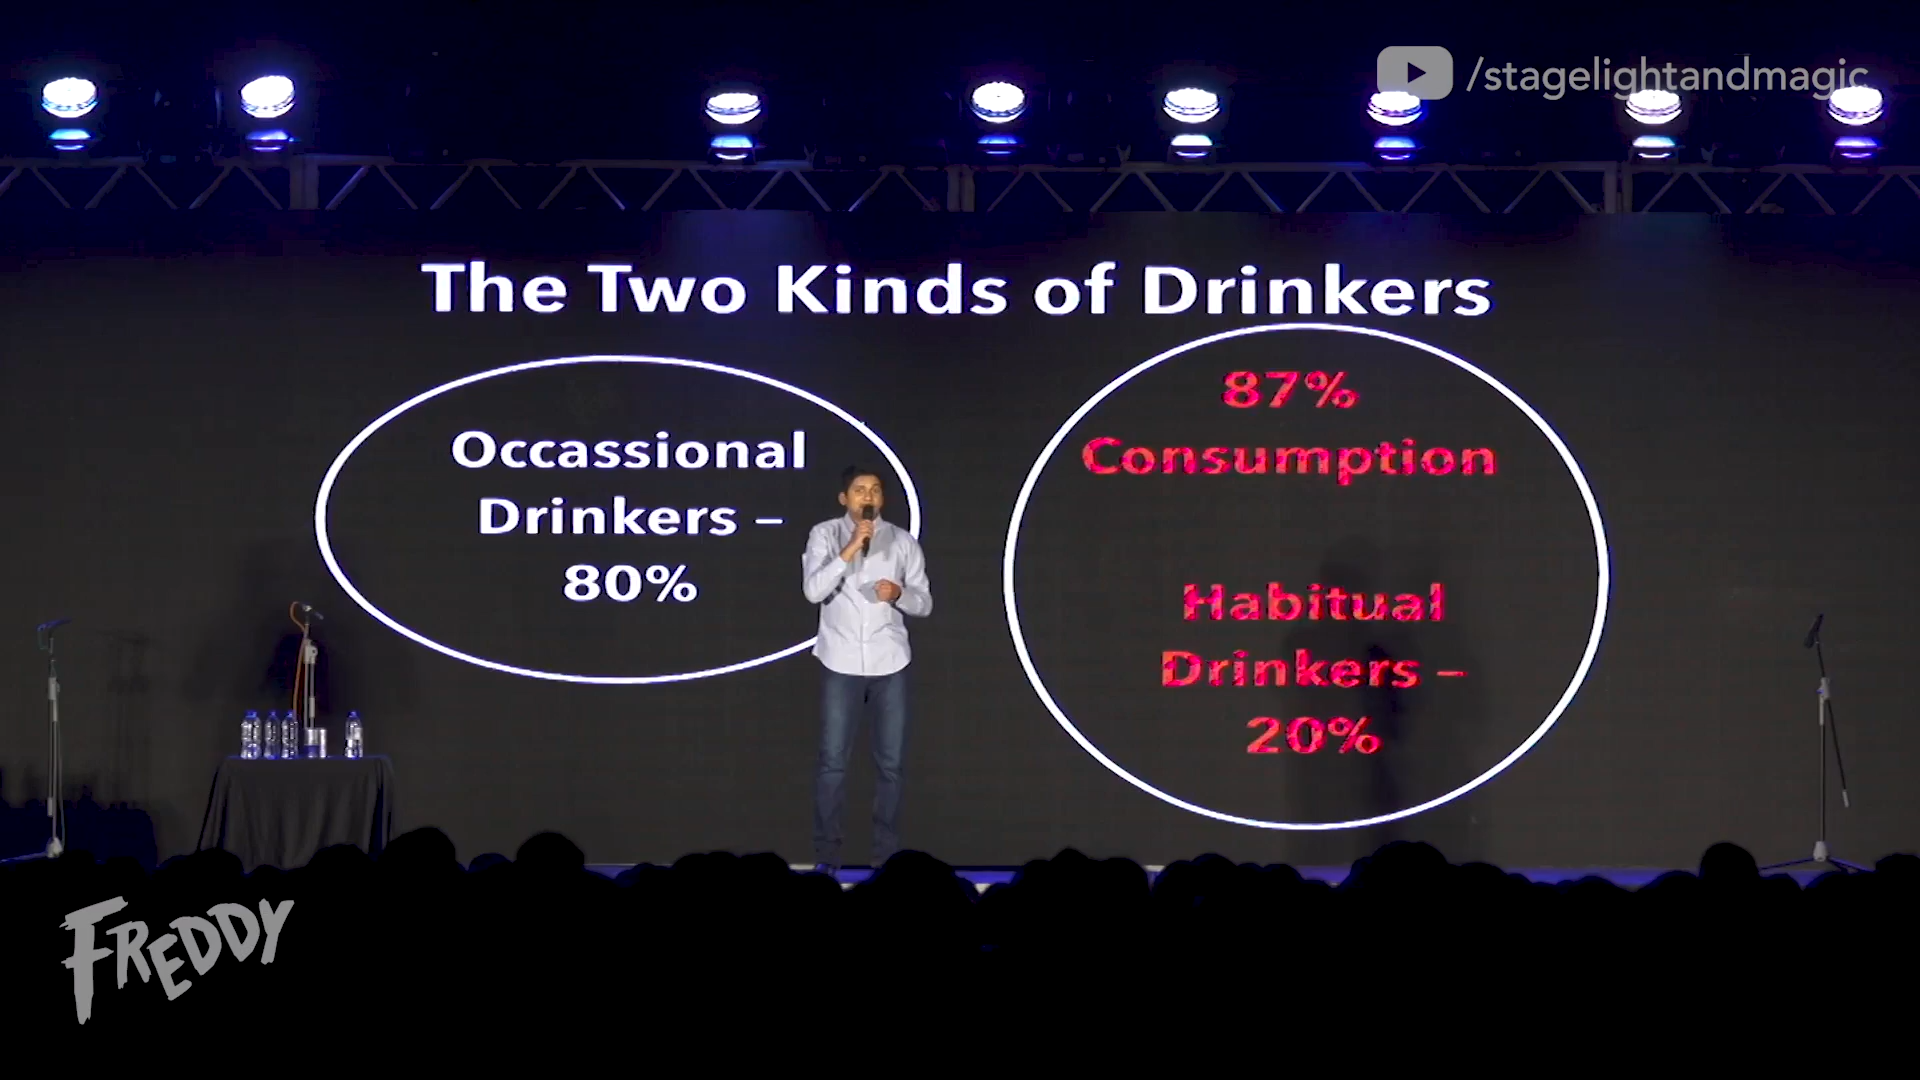 /stagelightandmagic
The Two Kinds of Drinkers
Occassional
Drinkers –
80%
87%
Consumption
Habitual
Drinkers –
20%
FREDDY